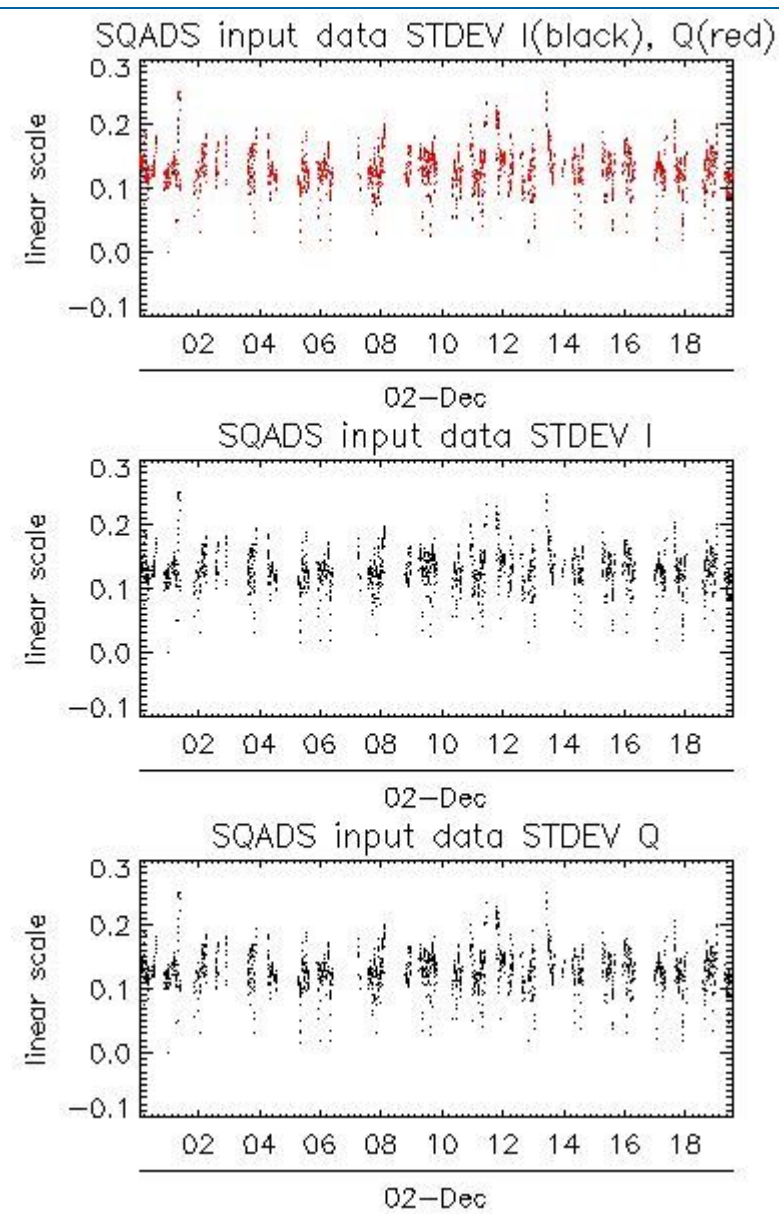 SQADS input data STDEV I(black), Q(red)
0.3
0.2
0.1
0.0
−0.1
linear scale
02 04 06 08 10 12 14 16 18
02−Dec
SQADS input data STDEV I
0.3
0.2
0.1
0.0
−0.1
linear scale
02 04 06 08 10 12 14 16 18
02−Dec
SQADS input data STDEV Q
0.3
0.2
0.1
0.0
−0.1
linear scale
02 04 06 08 10 12 14 16 18
02−Dec